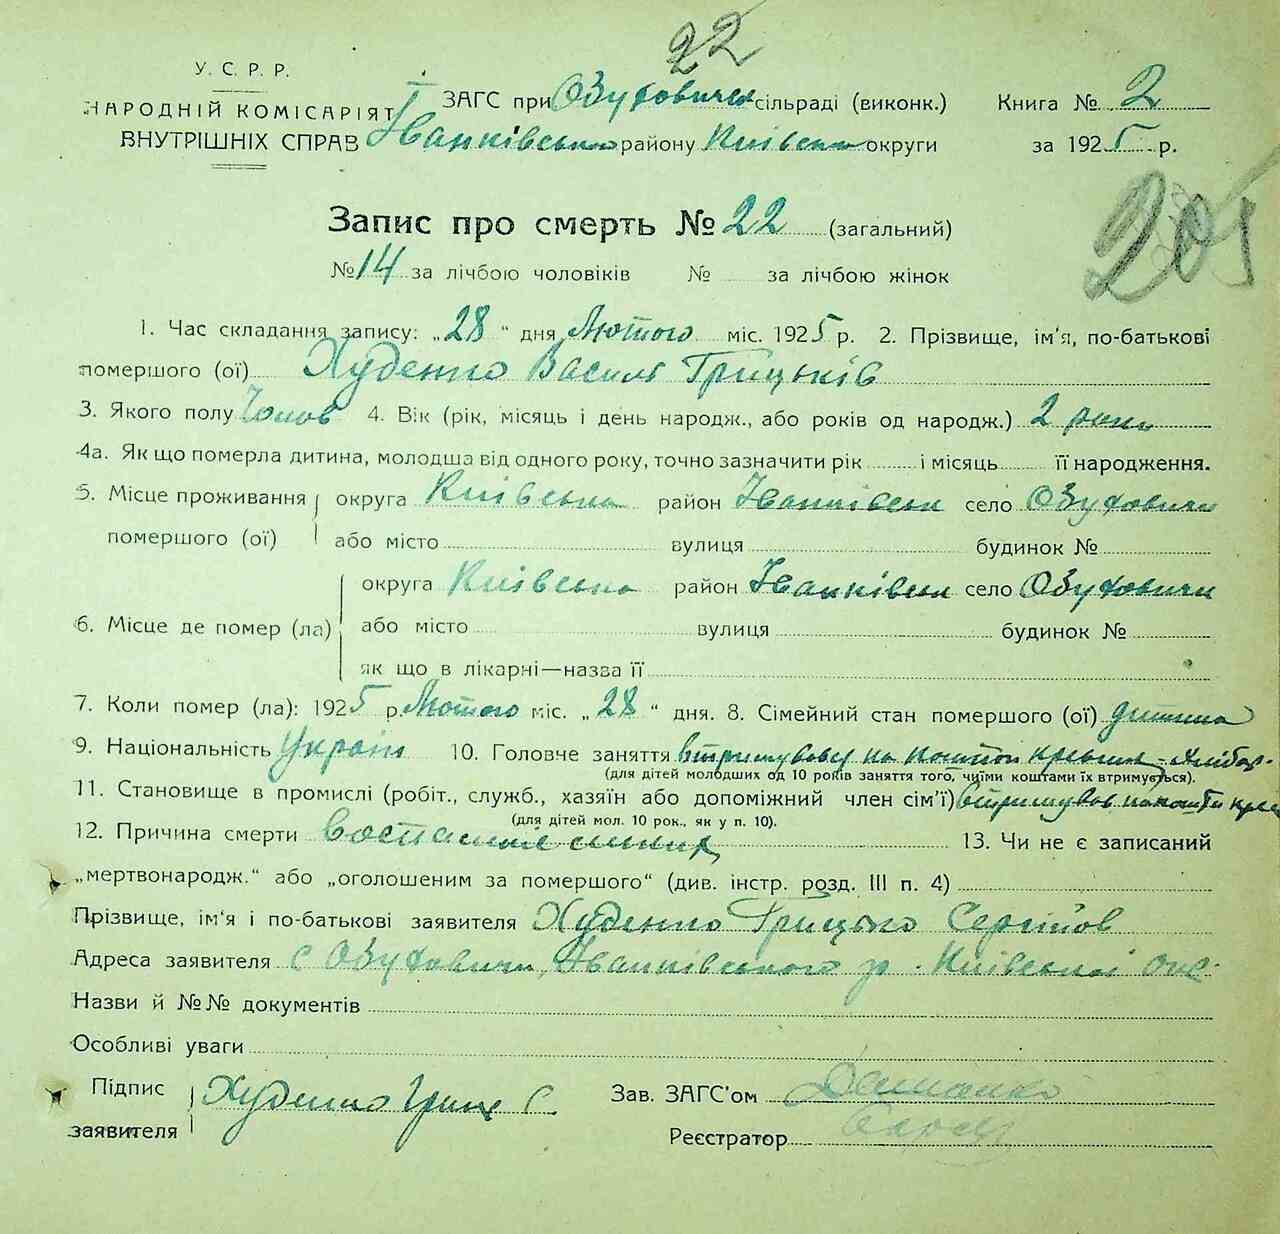 22
У. С. Р. Р.
НАРОДНІЙ КОМІСАРІЯТ
ВНУТРІШНІХ СПРАВ
ЗАГС при Озуховичах сільраді (виконк.) Книга № 2
Іванківського району Київської округи за 1925 р.
205
Запис про смерть № 22 (загальний)
№ 14 за лічбою чоловіків № за лічбою жінок
1. Час складання запису: „28“ дня Лютого міс. 1925 р. 2. Прізвище, ім'я, по-батькові
помершого (ої) Худенко Василь Грицьків
3. Якого полу Чолов 4. Вік (рік, місяць і день народж., або років од народж.) 2 роки
4а. Як що померла дитина, молодша від одного року, точно зазначити рік і місяць її народження.
5. Місце проживання помершого (ої) округа Київська район Іванківськ село Озуховичи
або місто вулиця будинок №
6. Місце де помер (ла) округа Київська район Іванківськ село Озуховичи
або місто вулиця будинок №
як що в лікарні—назва її
7. Коли помер (ла): 1925 р. Лютого міс. „28“ дня. 8. Сімейний стан помершого (ої) дитина
9. Національність Україн 10. Головче заняття на кошти
(для дітей молодших од 10 років заняття того, чиїми коштами їх втримується).
11. Становище в промислі (робіт., служб., хазяїн або допоміжний член сім'ї) на кошти
(для дітей мол. 10 рок., як у п. 10).
12. Причина смерти 13. Чи не є записаний
„мертвонародж.“ або „оголошеним за помершого“ (див. інстр. розд. III п. 4)
Прізвище, ім'я і по-батькові заявителя Худенко Грицько Сергійов
Адреса заявителя с Озуховичи, Іванківського р. Київської окр.
Назви й №№ документів
Особливі уваги
Підпис заявителя Худенко Гриц С
Зав. ЗАГС'ом
Реєстратор